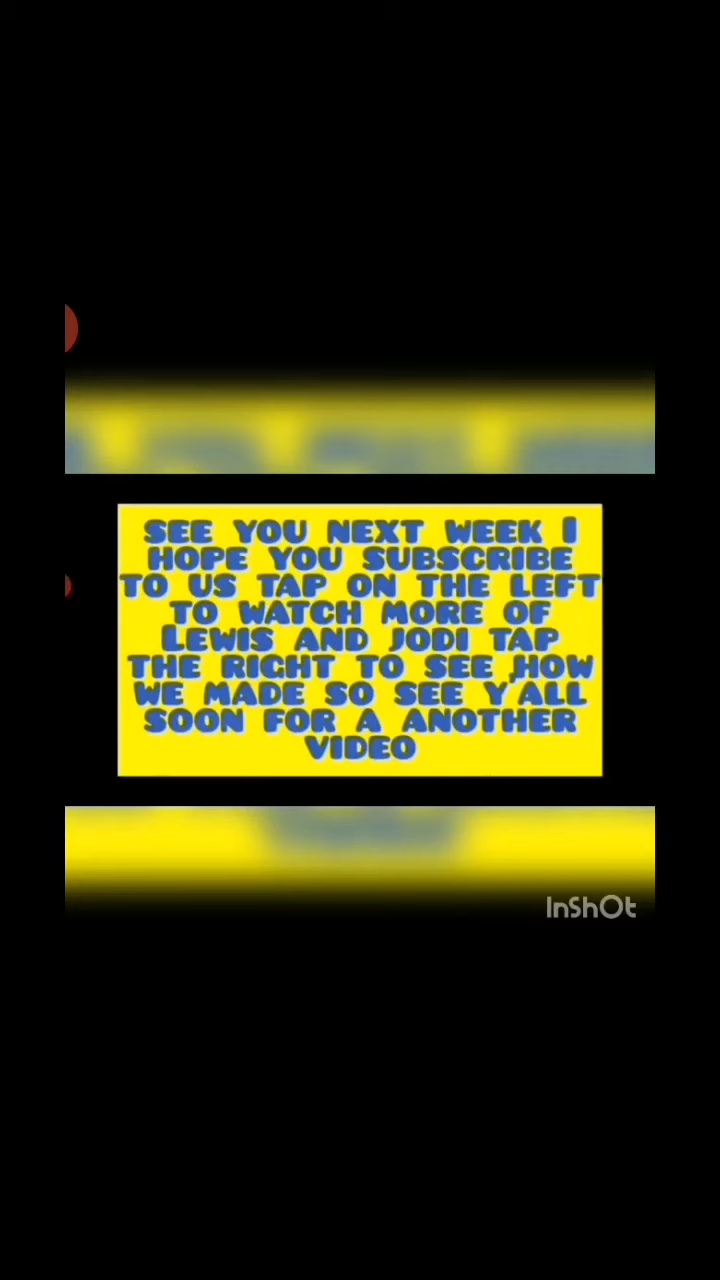 SEE YOU NEXT WEEK I
HOPE YOU SUBSCRIBE
TO US TAP ON THE LEFT
TO WATCH MORE OF
LEWIS AND JODI TAP
THE RIGHT TO SEE ,HOW
WE MADE SO SEE Y'ALL
SOON FOR A ANOTHER
VIDEO
InShOt